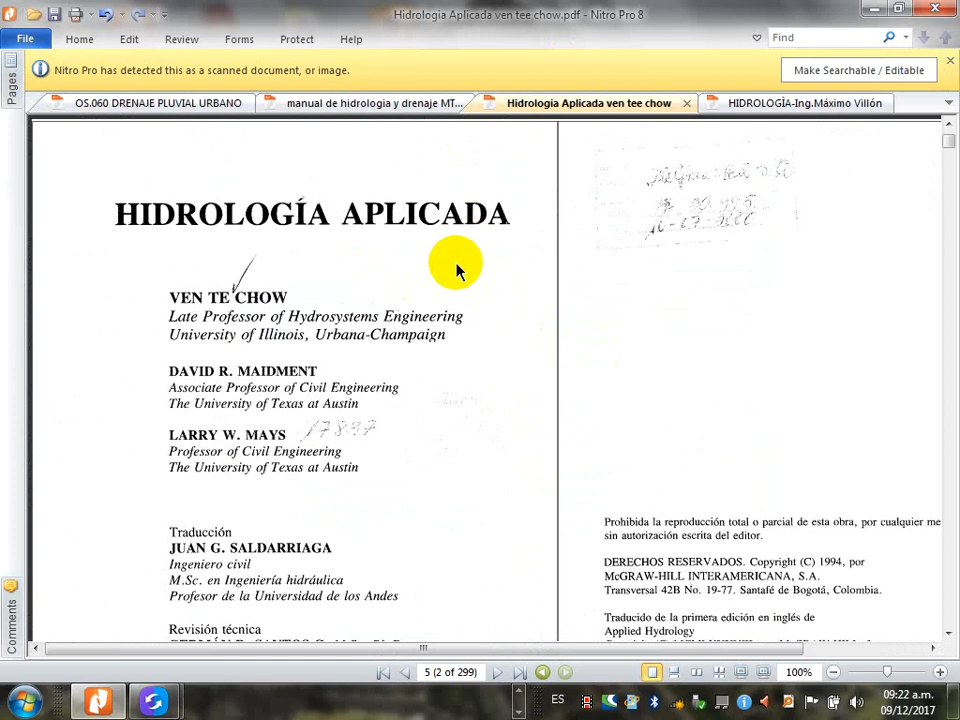 Hidrologia Aplicada ven tee chow.pdf - Nitro Pro 8
File Home Edit Review Forms Protect Help Find
Nitro Pro has detected this as a scanned document, or image. Make Searchable / Editable
Pages
OS.060 DRENAJE PLUVIAL URBANO manual de hidrologia y drenaje MT... Hidrologia Aplicada ven tee chow HIDROLOGÍA-Ing.Máximo Villón
HIDROLOGÍA APLICADA
VEN TE CHOW
Late Professor of Hydrosystems Engineering
University of Illinois, Urbana-Champaign
DAVID R. MAIDMENT
Associate Professor of Civil Engineering
The University of Texas at Austin
LARRY W. MAYS 17837
Professor of Civil Engineering
The University of Texas at Austin
Traducción
JUAN G. SALDARRIAGA
Ingeniero civil
M.Sc. en Ingeniería hidráulica
Profesor de la Universidad de los Andes
Revisión técnica
Prohibida la reproducción total o parcial de esta obra, por cualquier me
sin autorización escrita del editor.
DERECHOS RESERVADOS. Copyright (C) 1994, por
McGRAW-HILL INTERAMERICANA, S.A.
Transversal 42B No. 19-77. Santafé de Bogotá, Colombia.
Traducido de la primera edición en inglés de
Applied Hydrology
Comments
5 (2 of 299) 100%
ES 09:22 a.m.
09/12/2017